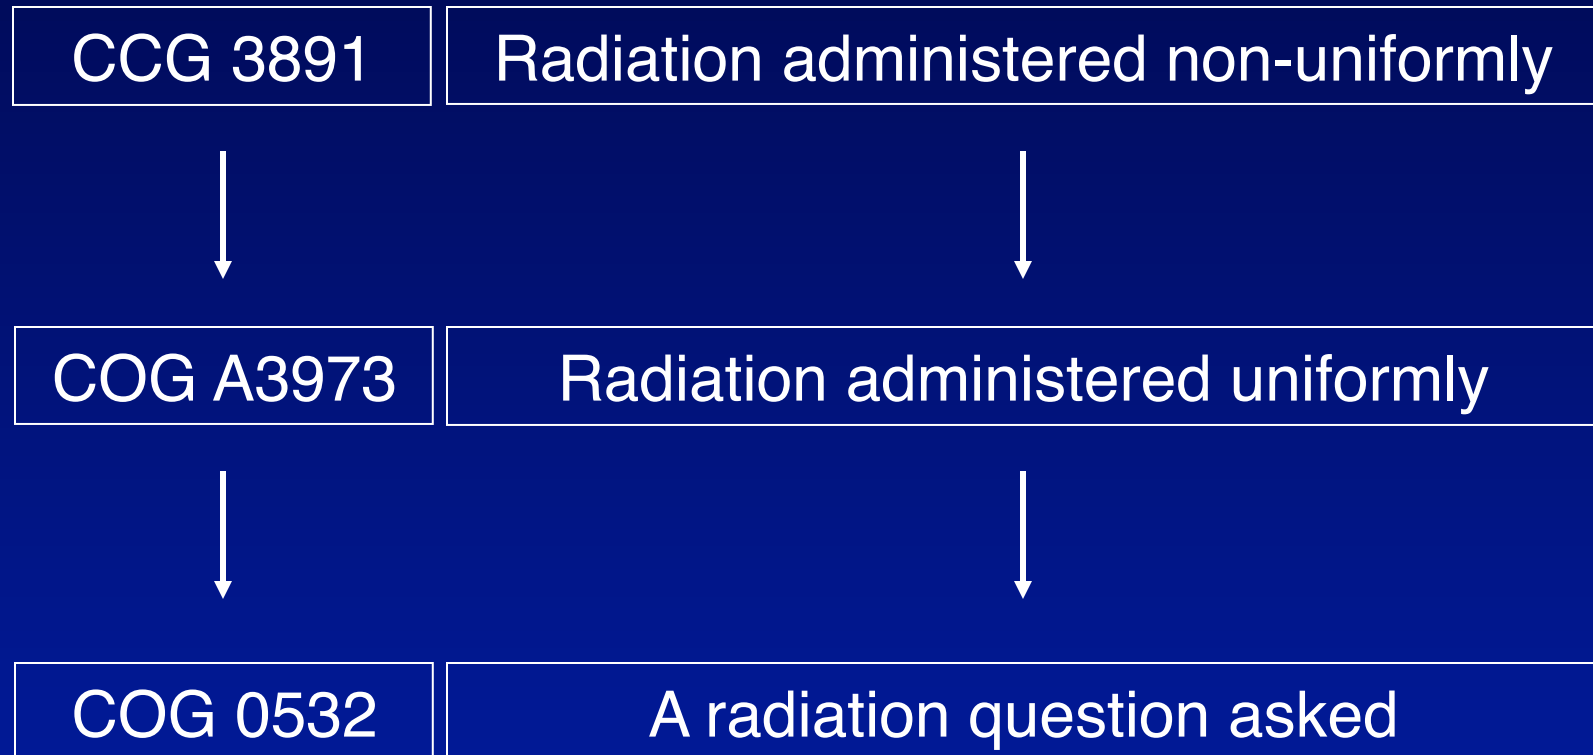 CCG 3891 Radiation administered non-uniformly
COG A3973 Radiation administered uniformly
COG 0532 A radiation question asked